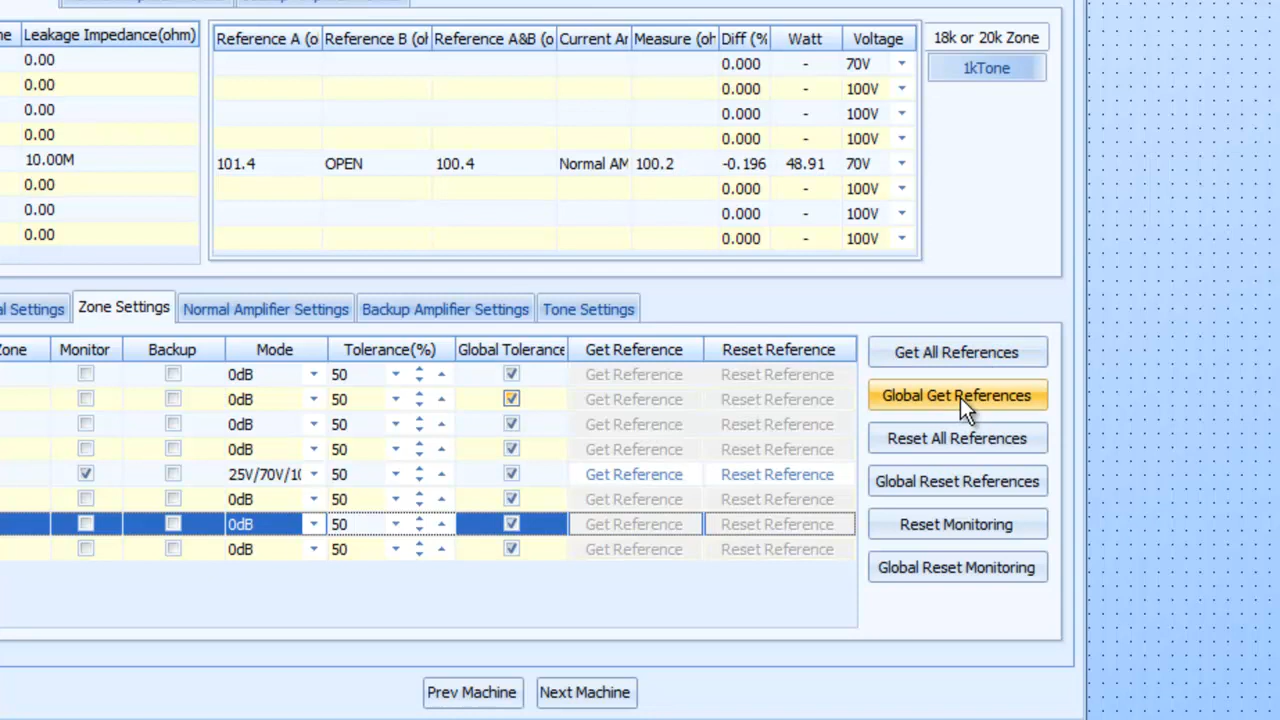 Leakage Impedance(ohm)
0.00
0.00
0.00
0.00
10.00M
0.00
0.00
0.00
Reference A (o Reference B (oh Reference A&B (o Current Ar Measure (oh Diff (% Watt Voltage
0.000 - 70V
0.000 - 100V
0.000 - 100V
0.000 - 100V
101.4 OPEN 100.4 Normal AM 100.2 -0.196 48.91 70V
0.000 - 100V
0.000 - 100V
0.000 - 100V
18k or 20k Zone
1kTone
al Settings Zone Settings Normal Amplifier Settings Backup Amplifier Settings Tone Settings
Zone Monitor Backup Mode Tolerance(%) Global Tolerance Get Reference Reset Reference
0dB 50 Get Reference Reset Reference
0dB 50 Get Reference Reset Reference
0dB 50 Get Reference Reset Reference
0dB 50 Get Reference Reset Reference
25V/70V/10 50 Get Reference Reset Reference
0dB 50 Get Reference Reset Reference
0dB 50 Get Reference Reset Reference
0dB 50 Get Reference Reset Reference
Get All References
Global Get References
Reset All References
Global Reset References
Reset Monitoring
Global Reset Monitoring
Prev Machine Next Machine